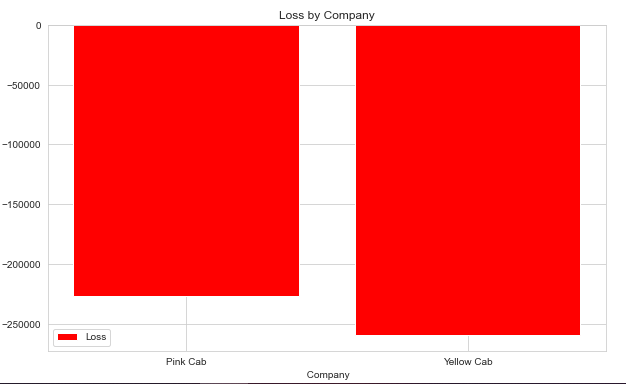 Loss by Company
0
−50000
−100000
−150000
−200000
−250000
Loss
Pink Cab
Yellow Cab
Company